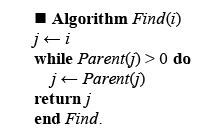 ■ Algorithm Find(i)
j ← i
while Parent(j) > 0 do
j ← Parent(j)
return j
end Find.